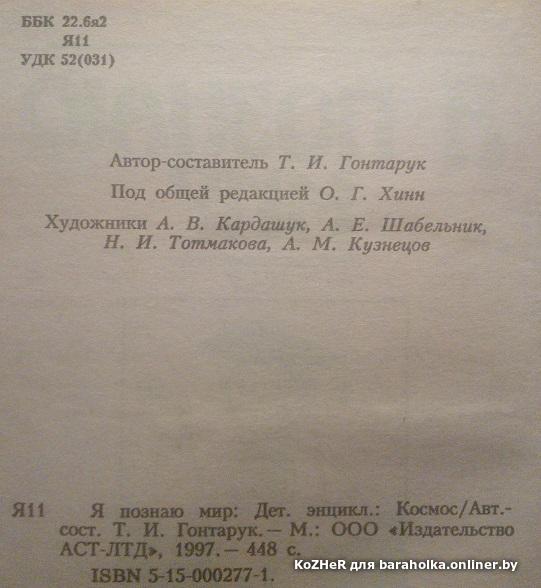 ББК 22.6я2
Я11
УДК 52(031)
Автор-составитель Т. И. Гонтарук
Под общей редакцией О. Г. Хинн
Художники А. В. Кардашук, А. Е. Шабельник,
Н. И. Тотмакова, А. М. Кузнецов
Я11 Я познаю мир: Дет. энцикл.: Космос/Авт.-
сост. Т. И. Гонтарук. — М.: ООО «Издательство
АСТ-ЛТД», 1997. — 448 с.
ISBN 5-15-000277-1.
KoZHeR для baraholka.onliner.by